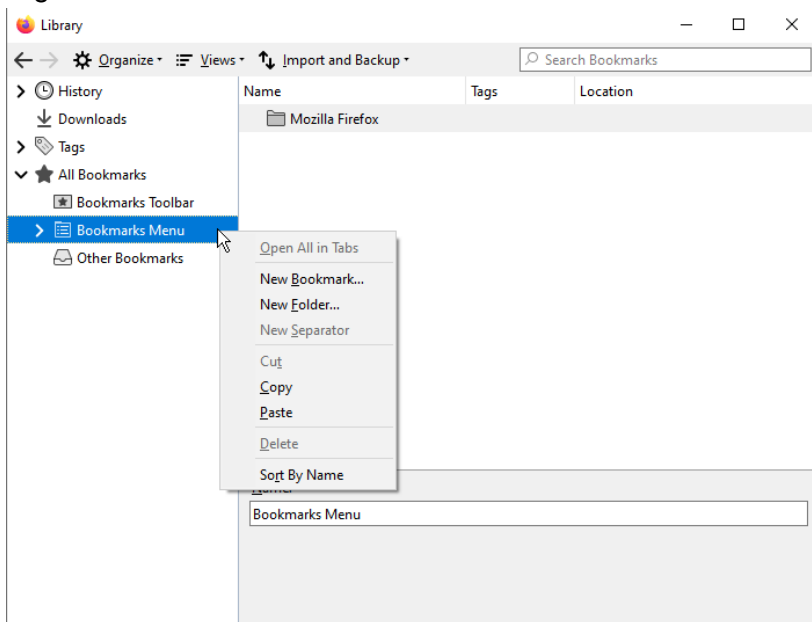 Library
Organize Views Import and Backup Search Bookmarks
History
Downloads
Tags
All Bookmarks
Bookmarks Toolbar
Bookmarks Menu
Other Bookmarks
Name Tags Location
Mozilla Firefox
Open All in Tabs
New Bookmark...
New Folder...
New Separator
Cut
Copy
Paste
Delete
Sort By Name
Bookmarks Menu